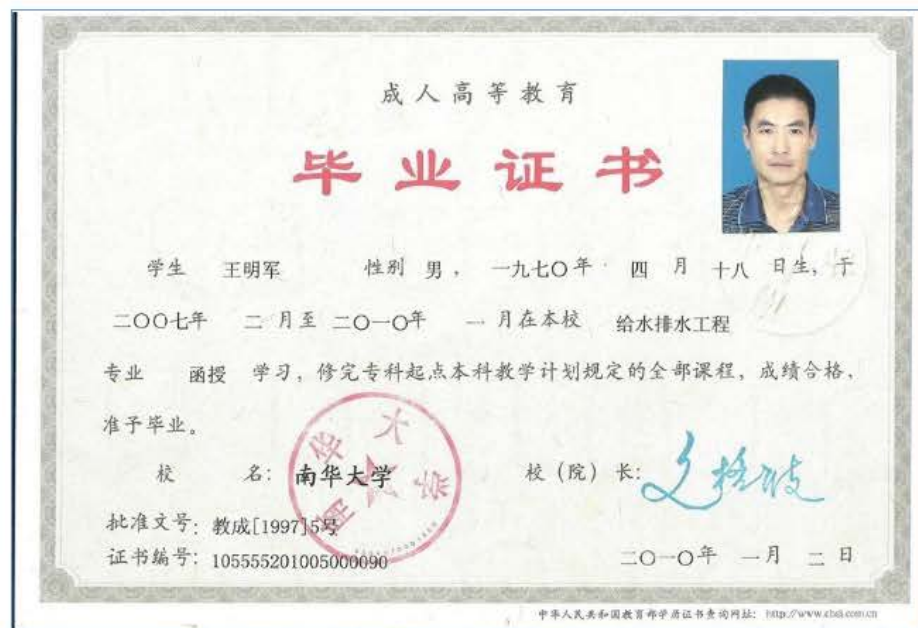 成人高等教育
毕业证书
学生 王明军 性别 男， 一九七〇年 四 月 十八 日生，于
二〇〇七年 二 月至 二〇一〇年 一 月在本校 给水排水工程
专业 函授 学习，修完专科起点本科教学计划规定的全部课程，成绩合格，
准予毕业。
校 名：南华大学 校（院）长：文格波
批准文号：教成[1997]5号
证书编号：105555201005000090 二〇一〇年 一月 二 日
中华人民共和国教育部学历证书查询网址：http://www.chsi.com.cn